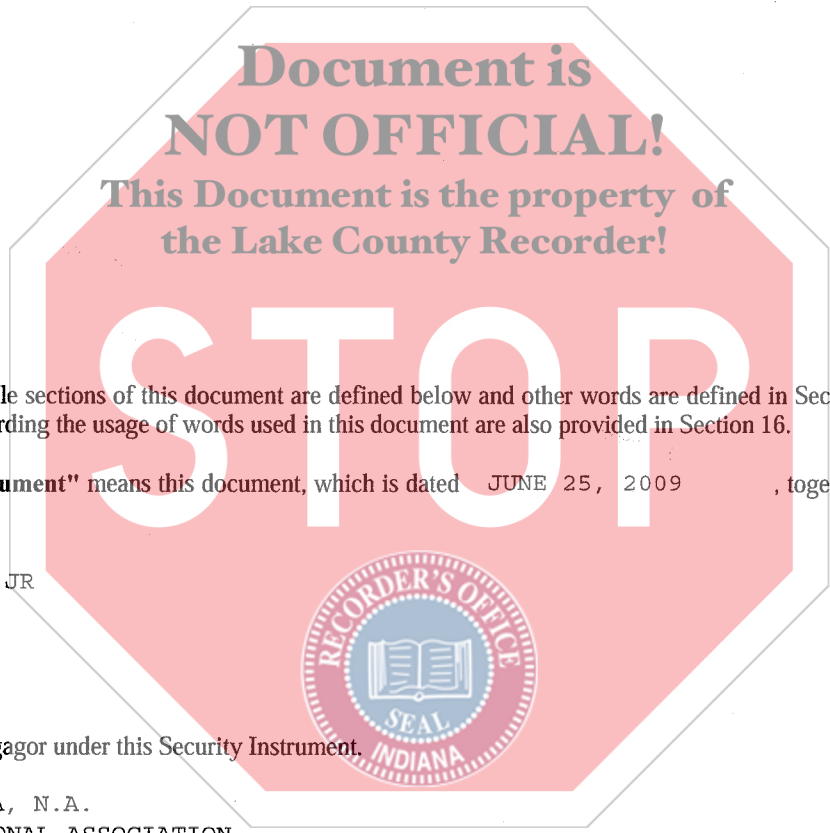 Document is
NOT OFFICIAL!
This Document is the property of
the Lake County Recorder!
STOP
le sections of this document are defined below and other words are defined in Sec
rding the usage of words used in this document are also provided in Section 16.
ument" means this document, which is dated JUNE 25, 2009 , toge
JR
RECORDER'S OFFICE
SEAL
INDIANA
gagor under this Security Instrument.
A, N.A.
ONAL ASSOCIATION